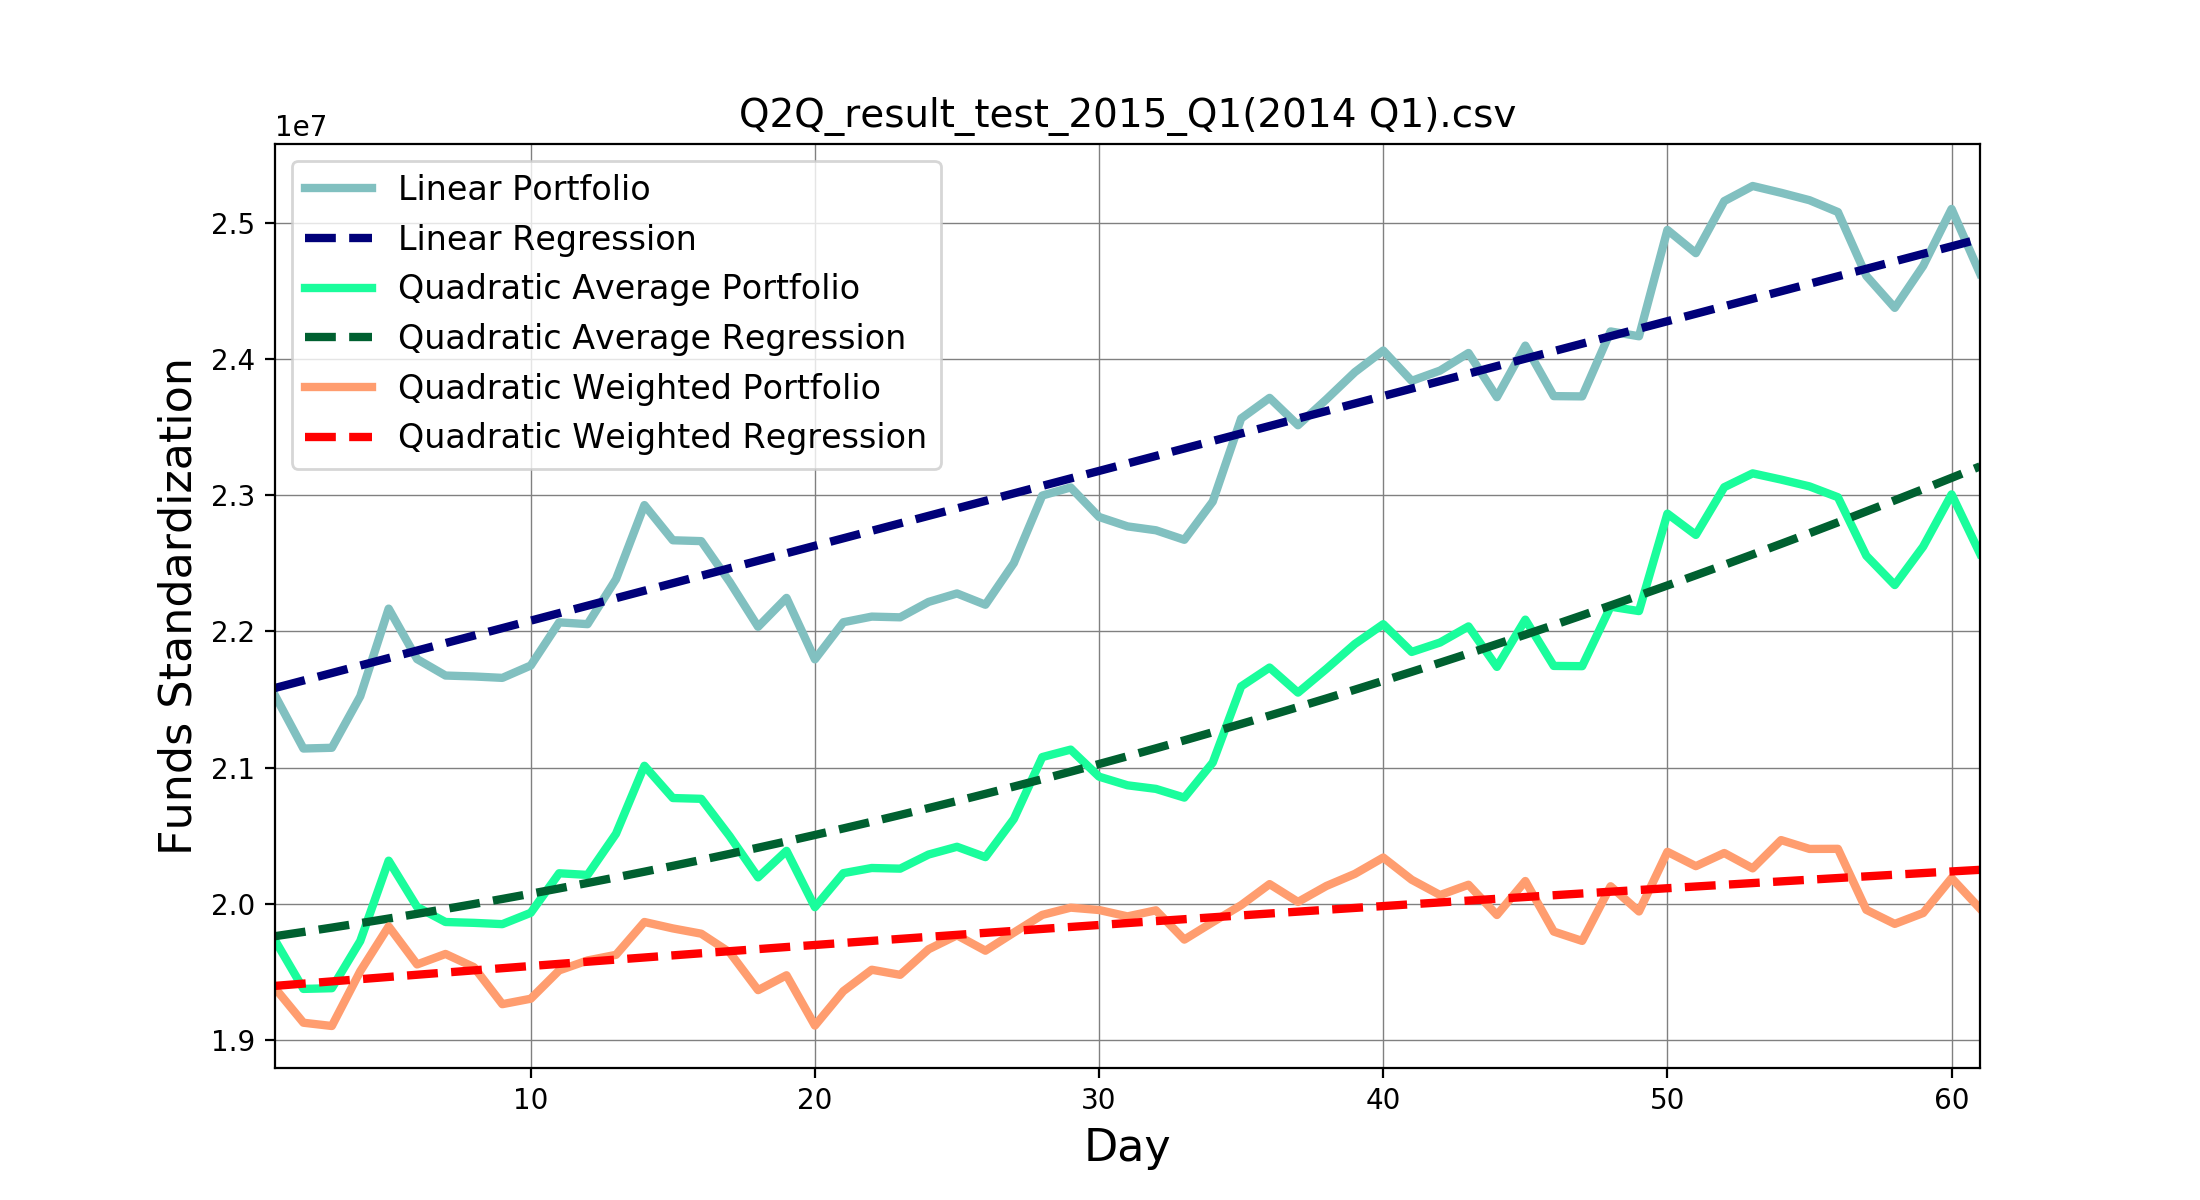 Q2Q_result_test_2015_Q1(2014 Q1).csv
1e7
Linear Portfolio
Linear Regression
Quadratic Average Portfolio
Quadratic Average Regression
Quadratic Weighted Portfolio
Quadratic Weighted Regression
Funds Standardization
2.5
2.4
2.3
2.2
2.1
2.0
1.9
10 20 30 40 50 60
Day